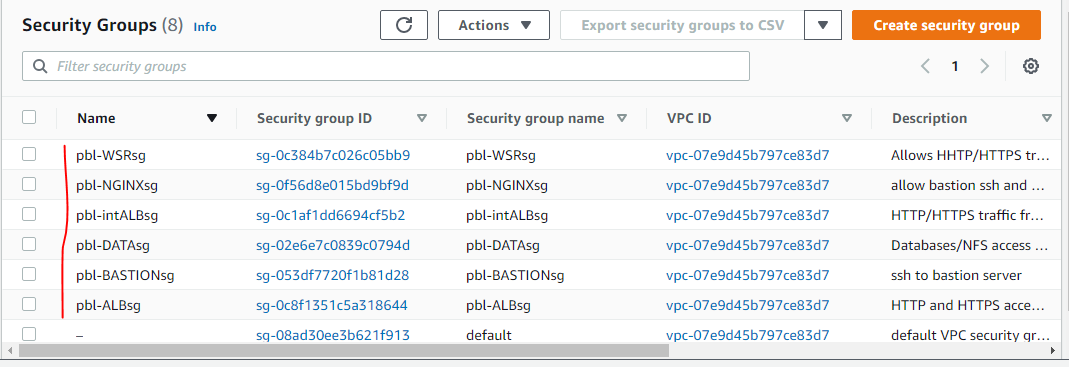 Security Groups (8) Info Actions Export security groups to CSV Create security group
Filter security groups 1
Name Security group ID Security group name VPC ID Description
pbl-WSRsg sg-0c384b7c026c05bb9 pbl-WSRsg vpc-07e9d45b797ce83d7 Allows HHTP/HTTPS tr...
pbl-NGINXsg sg-0f56d8e015bd9bf9d pbl-NGINXsg vpc-07e9d45b797ce83d7 allow bastion ssh and ...
pbl-intALBsg sg-0c1af1dd6694cf5b2 pbl-intALBsg vpc-07e9d45b797ce83d7 HTTP/HTTPS traffic fr...
pbl-DATAsg sg-02e6e7c0839c0794d pbl-DATAsg vpc-07e9d45b797ce83d7 Databases/NFS access ...
pbl-BASTIONsg sg-053df7720f1b81d28 pbl-BASTIONsg vpc-07e9d45b797ce83d7 ssh to bastion server
pbl-ALBsg sg-0c8f1351c5a318644 pbl-ALBsg vpc-07e9d45b797ce83d7 HTTP and HTTPS acce...
– sg-08ad30ee3b621f913 default vpc-07e9d45b797ce83d7 default VPC security gr...